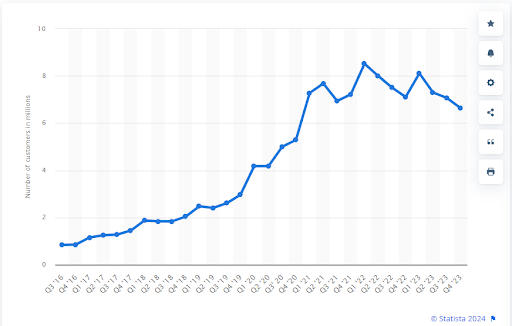 Number of customers in millions
10
8
6
4
2
0
Q3 '16
Q4 '16
Q1 '17
Q2 '17
Q3 '17
Q4 '17
Q1 '18
Q2 '18
Q3 '18
Q4 '18
Q1 '19
Q2 '19
Q3 '19
Q4 '19
Q1 '20
Q2 '20
Q3 '20
Q4 '20
Q1 '21
Q2 '21
Q3 '21
Q4 '21
Q1 '22
Q2 '22
Q3 '22
Q4 '22
Q1 '23
Q2 '23
Q3 '23
Q4 '23
© Statista 2024